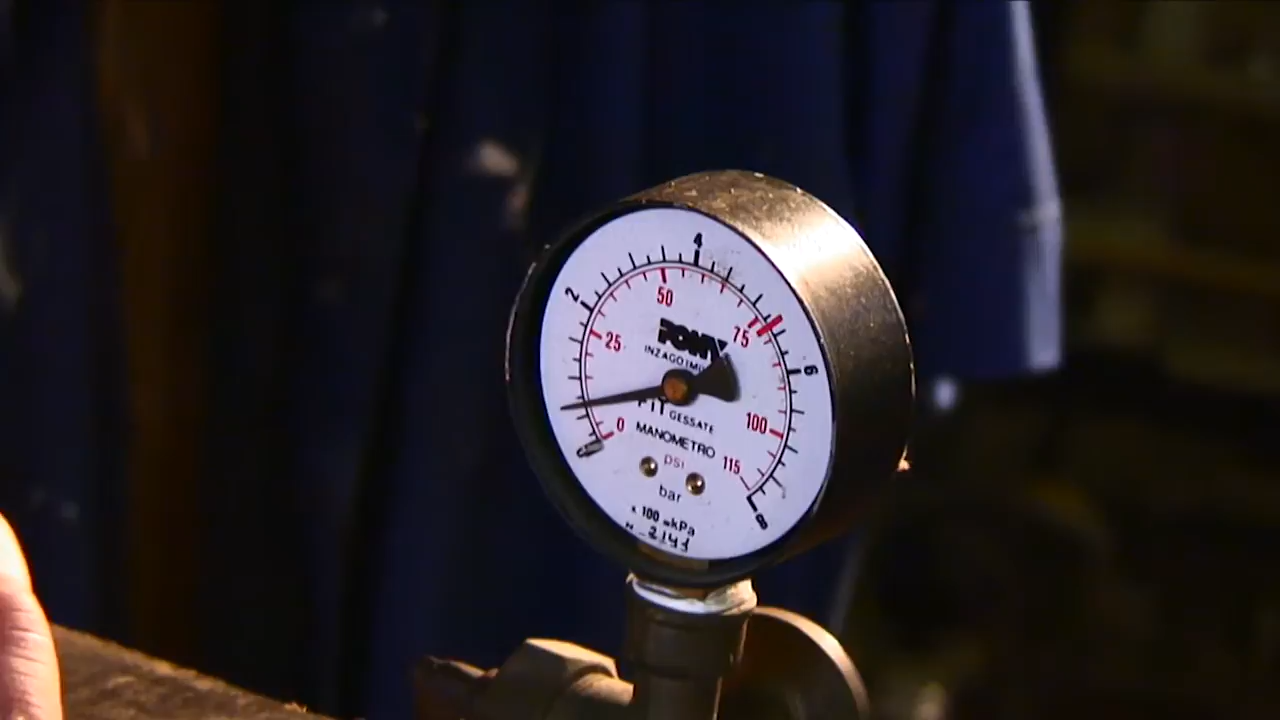 4
2
50
25
75
6
PONY
INZAGO (MI)
0
FIT GESSATE
100
MANOMETRO
psi
115
bar
8
x 100 = kPa